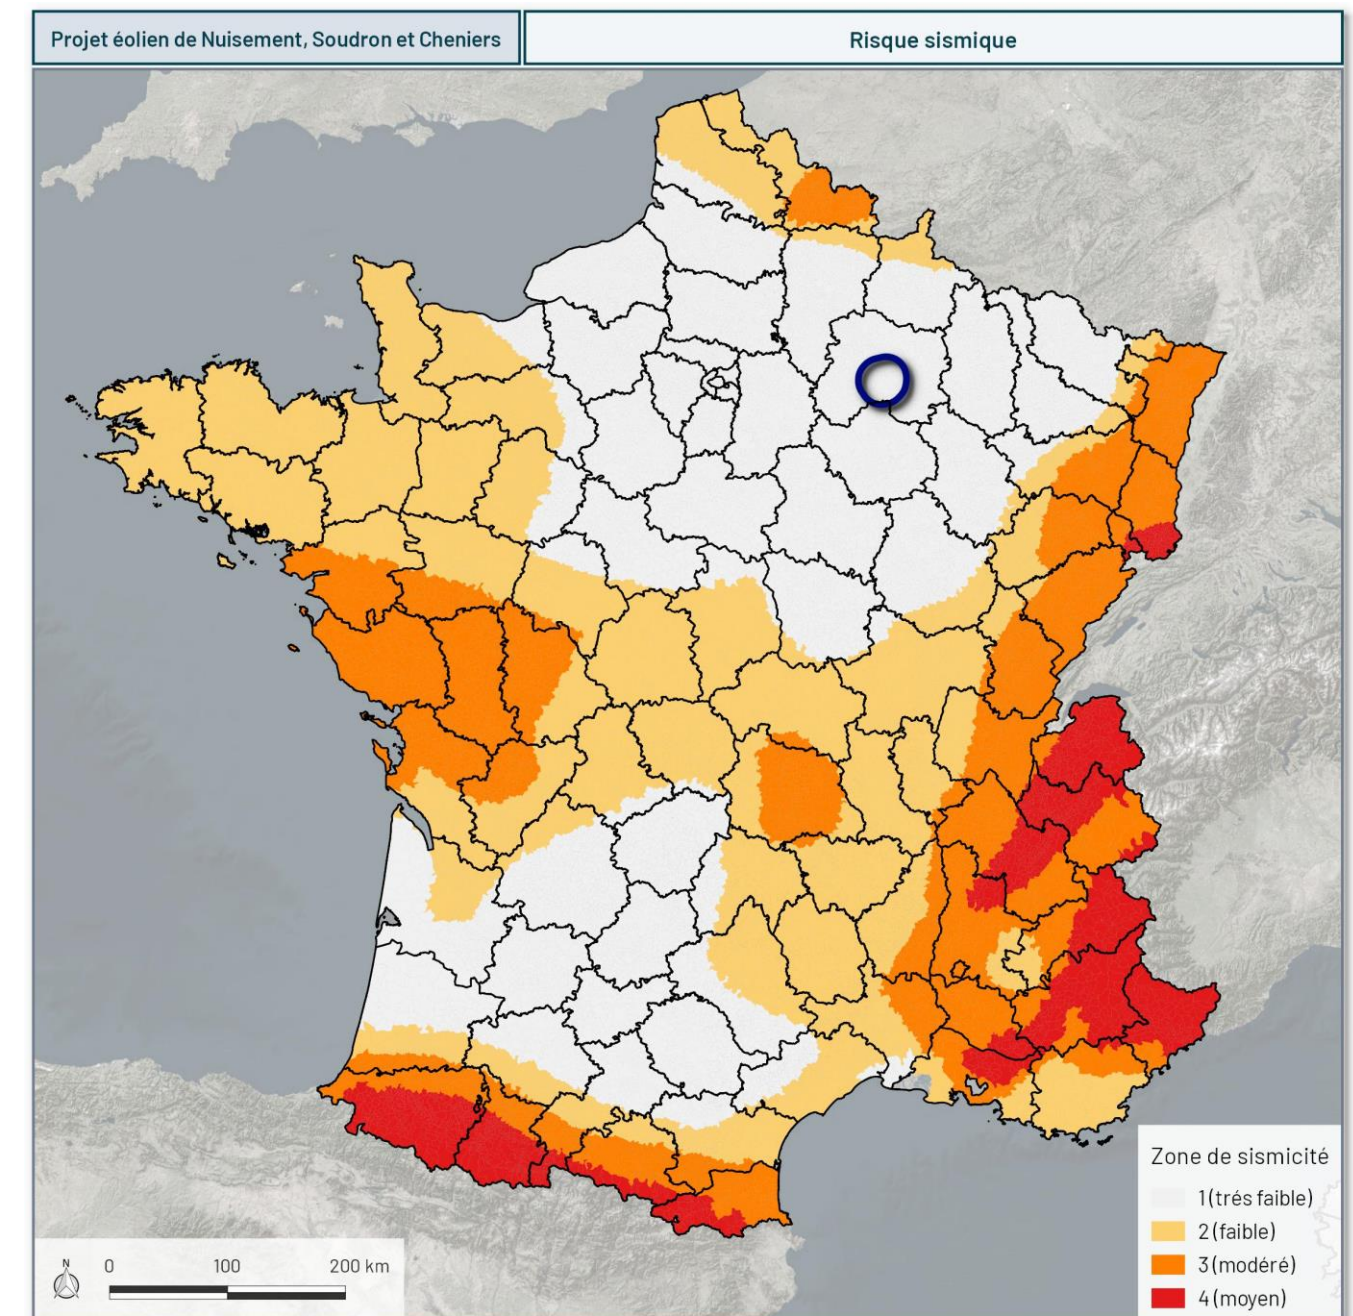 Projet éolien de Nuisement, Soudron et Cheniers
Risque sismique
Zone de sismicité
1 (trés faible)
2 (faible)
3 (modéré)
4 (moyen)
N
0 100 200 km